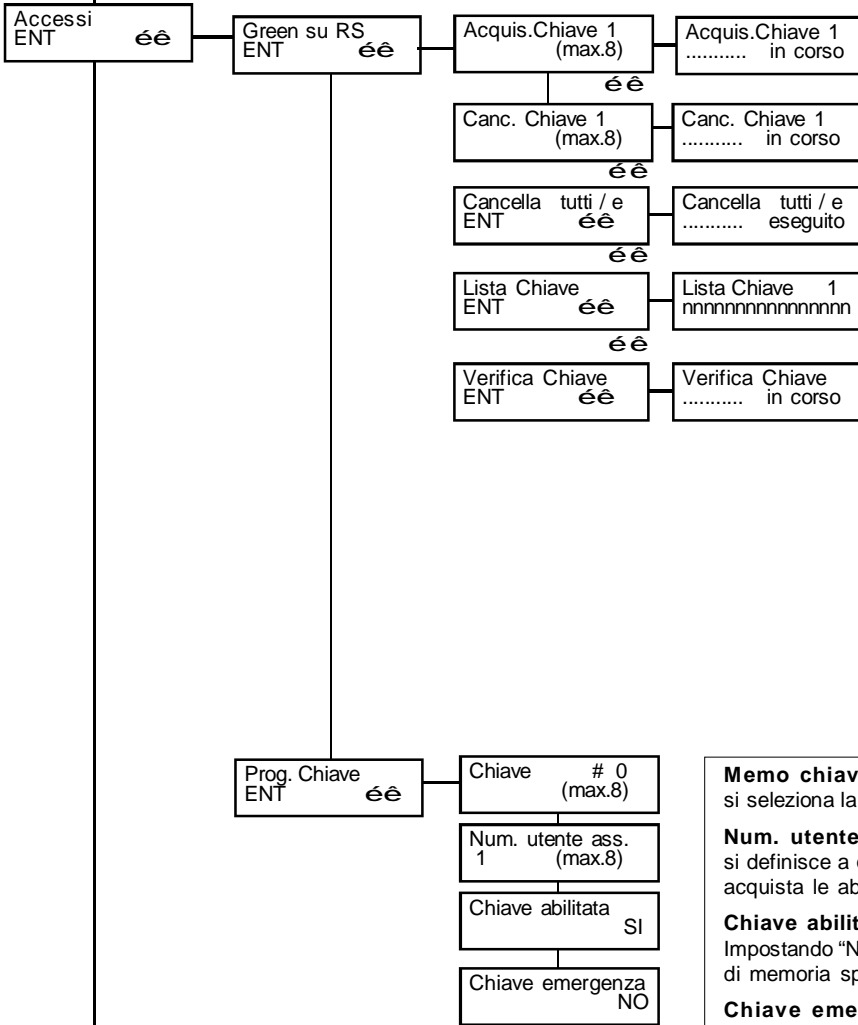 Accessi
ENT éê
Green su RS
ENT éê
Acquis.Chiave 1
(max.8)
Acquis.Chiave 1
........... in corso
éê
Canc. Chiave 1
(max.8)
Canc. Chiave 1
........... in corso
éê
Cancella tutti / e
ENT éê
Cancella tutti / e
........... eseguito
éê
Lista Chiave
ENT éê
Lista Chiave 1
nnnnnnnnnnnnnnnn
éê
Verifica Chiave
ENT éê
Verifica Chiave
........... in corso
Prog. Chiave
ENT éê
Chiave # 0
(max.8)
Num. utente ass.
1 (max.8)
Chiave abilitata
SI
Chiave emergenza
NO
Memo chiav
si seleziona la
Num. utente
si definisce a
acquista le ab
Chiave abilit
Impostando “N
di memoria sp
Chiave eme